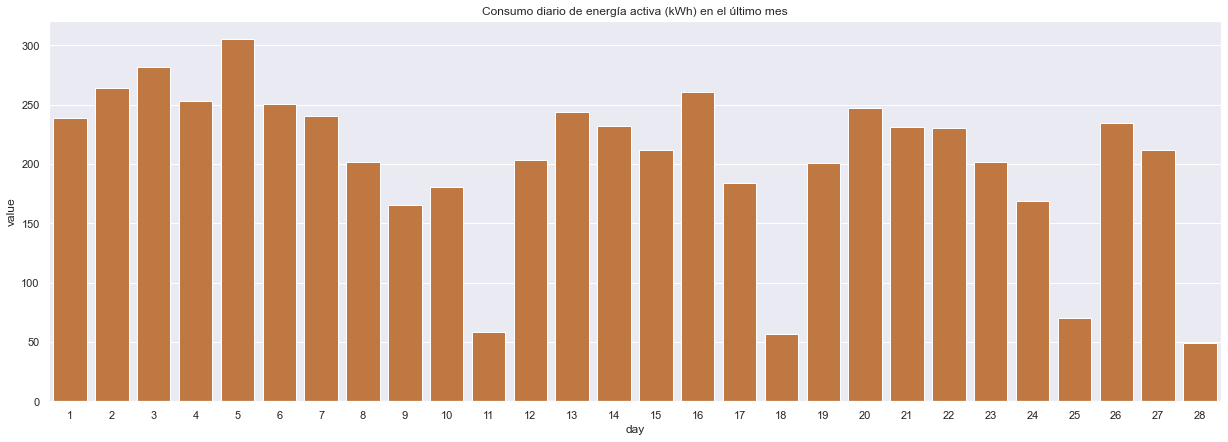 Consumo diario de energía activa (kWh) en el último mes
value
300
250
200
150
100
50
0
1 2 3 4 5 6 7 8 9 10 11 12 13 14 15 16 17 18 19 20 21 22 23 24 25 26 27 28
day